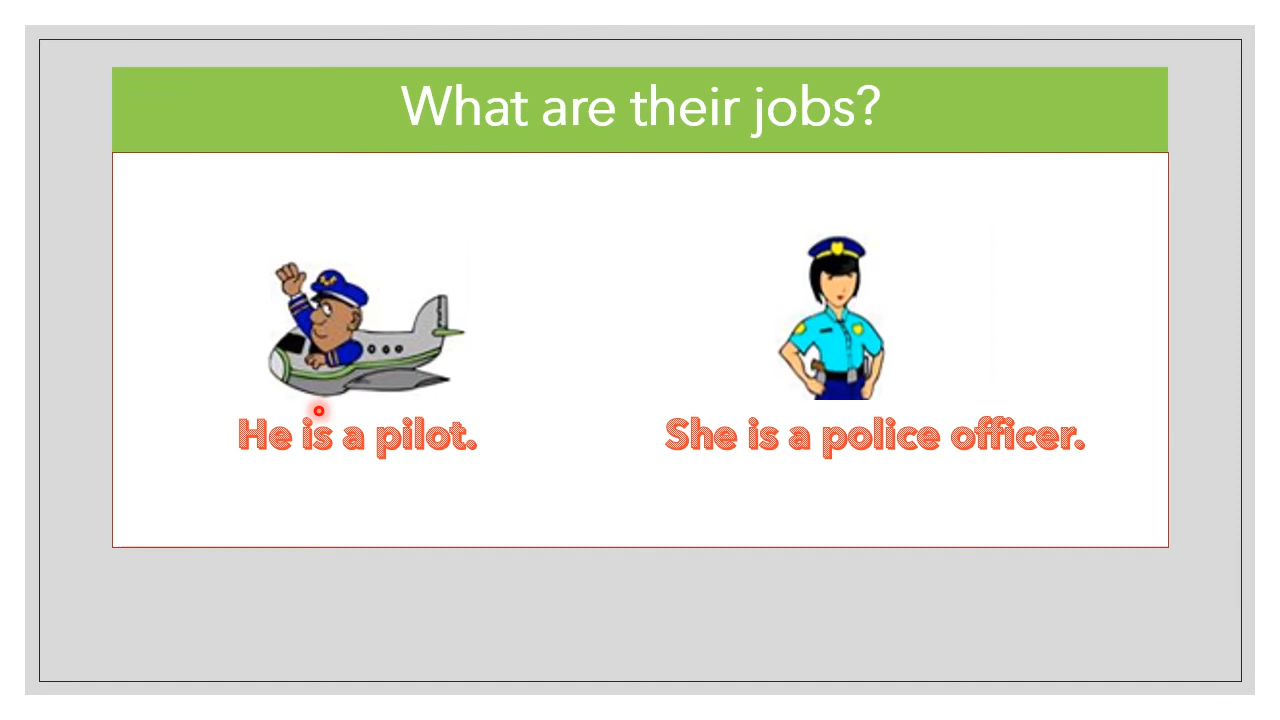 What are their jobs?
He is a pilot.
She is a police officer.